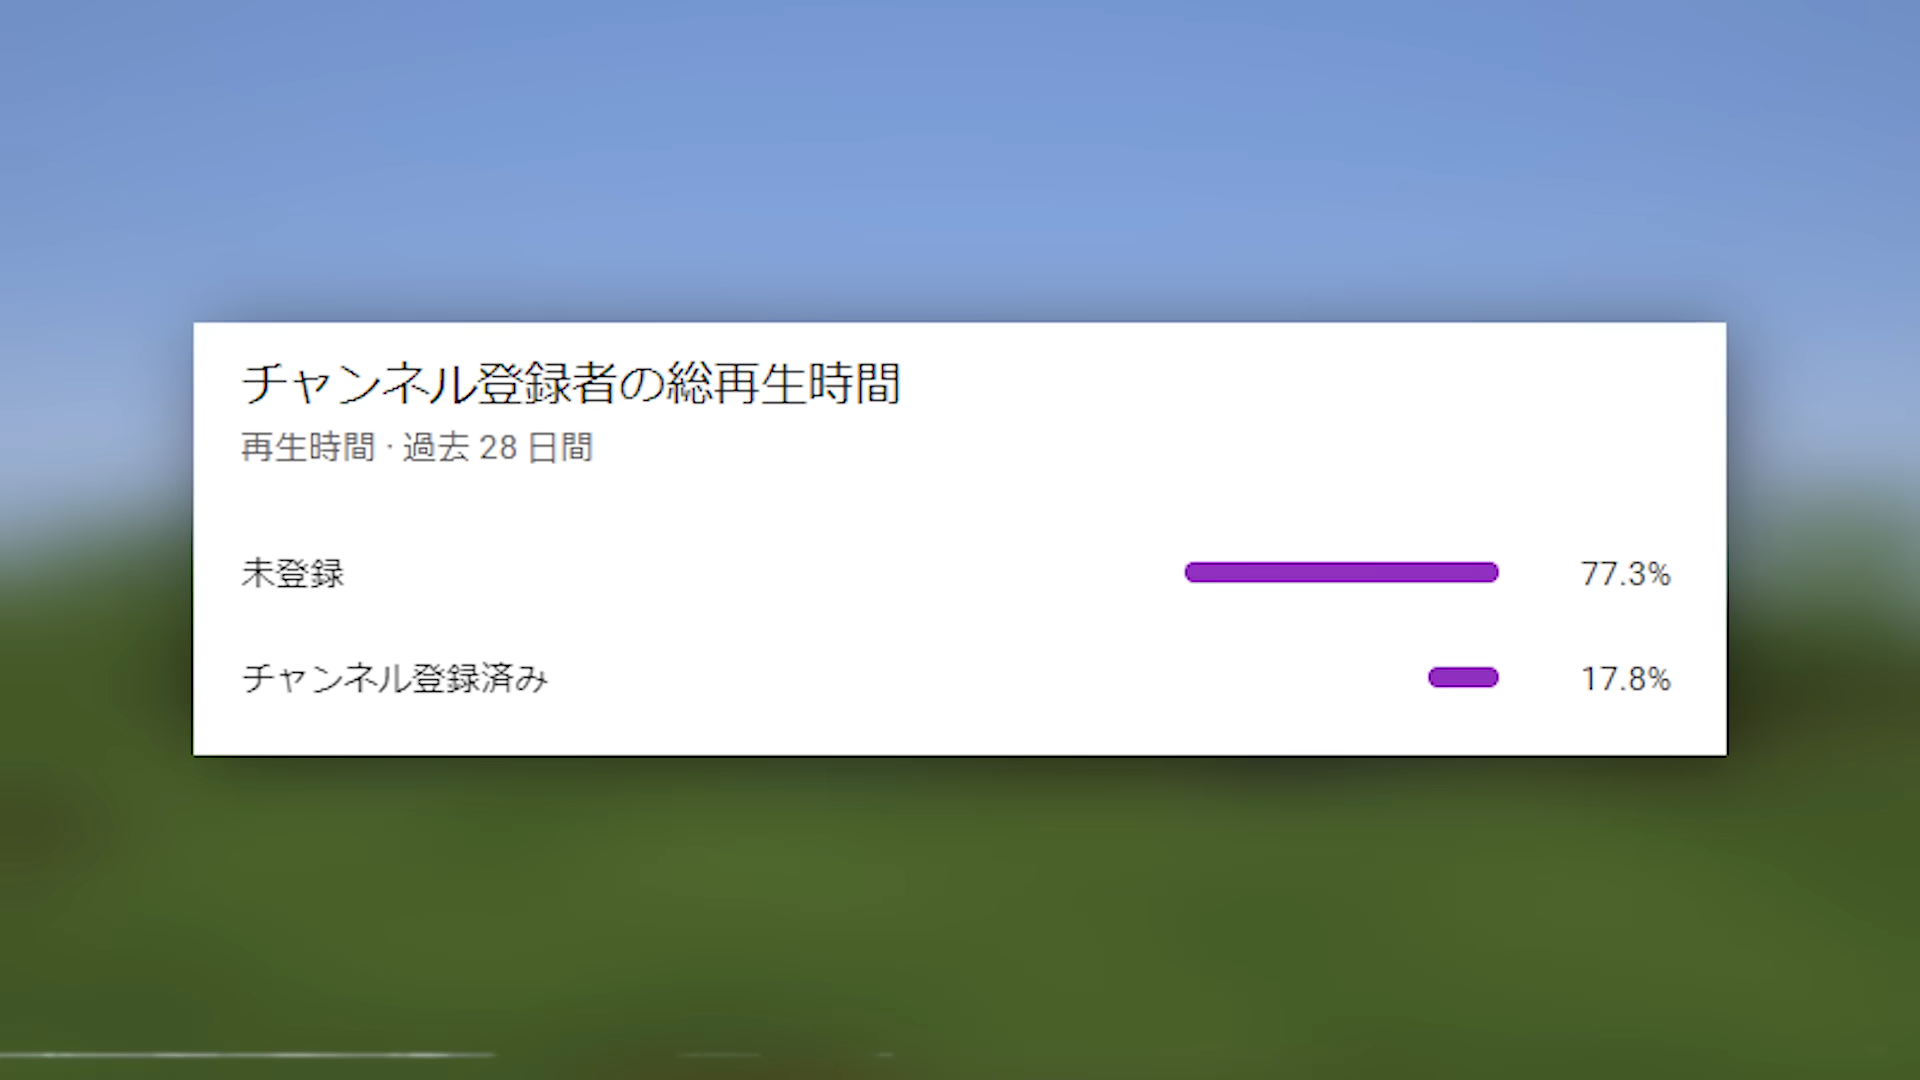 チャンネル登録者の総再生時間
再生時間 · 過去 28 日間
未登録 77.3%
チャンネル登録済み 17.8%